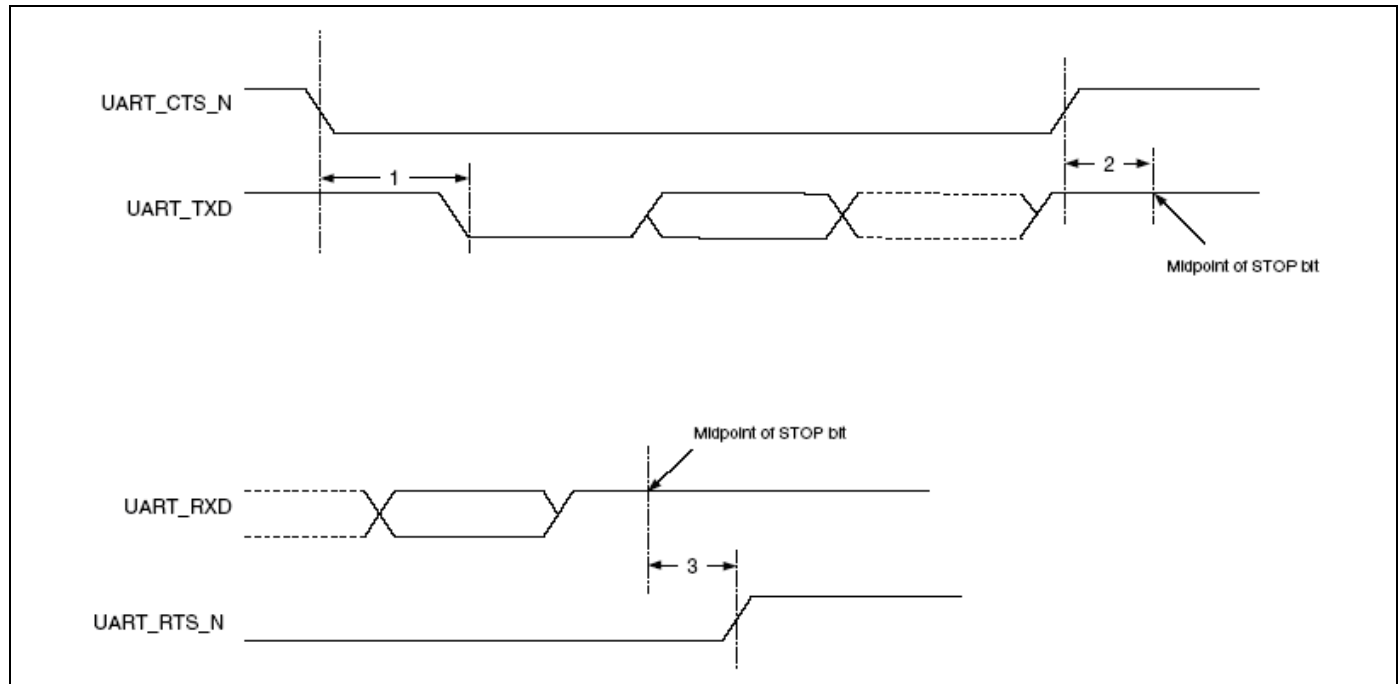 UART_CTS_N
1
2
UART_TXD
Midpoint of STOP bit
Midpoint of STOP bit
UART_RXD
3
UART_RTS_N